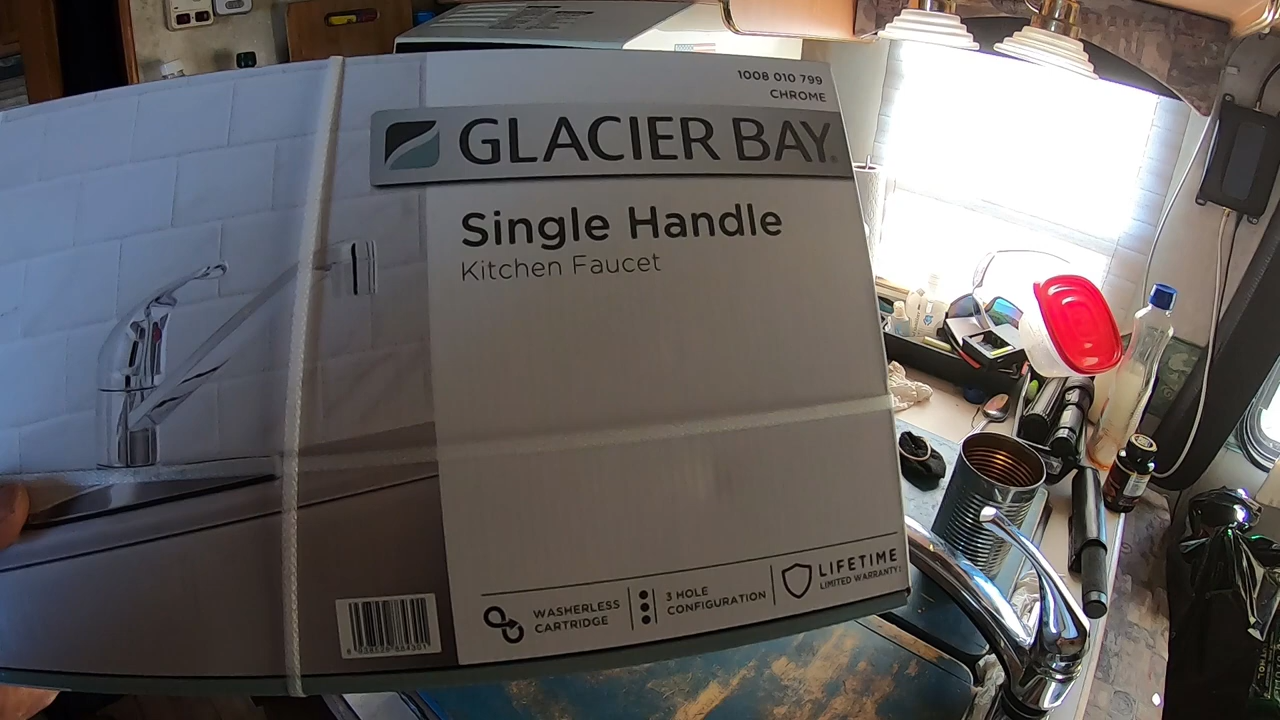 1008 010 799
CHROME
GLACIER BAY®
Single Handle
Kitchen Faucet
WASHERLESS
CARTRIDGE
3 HOLE
CONFIGURATION
LIFETIME
LIMITED WARRANTY